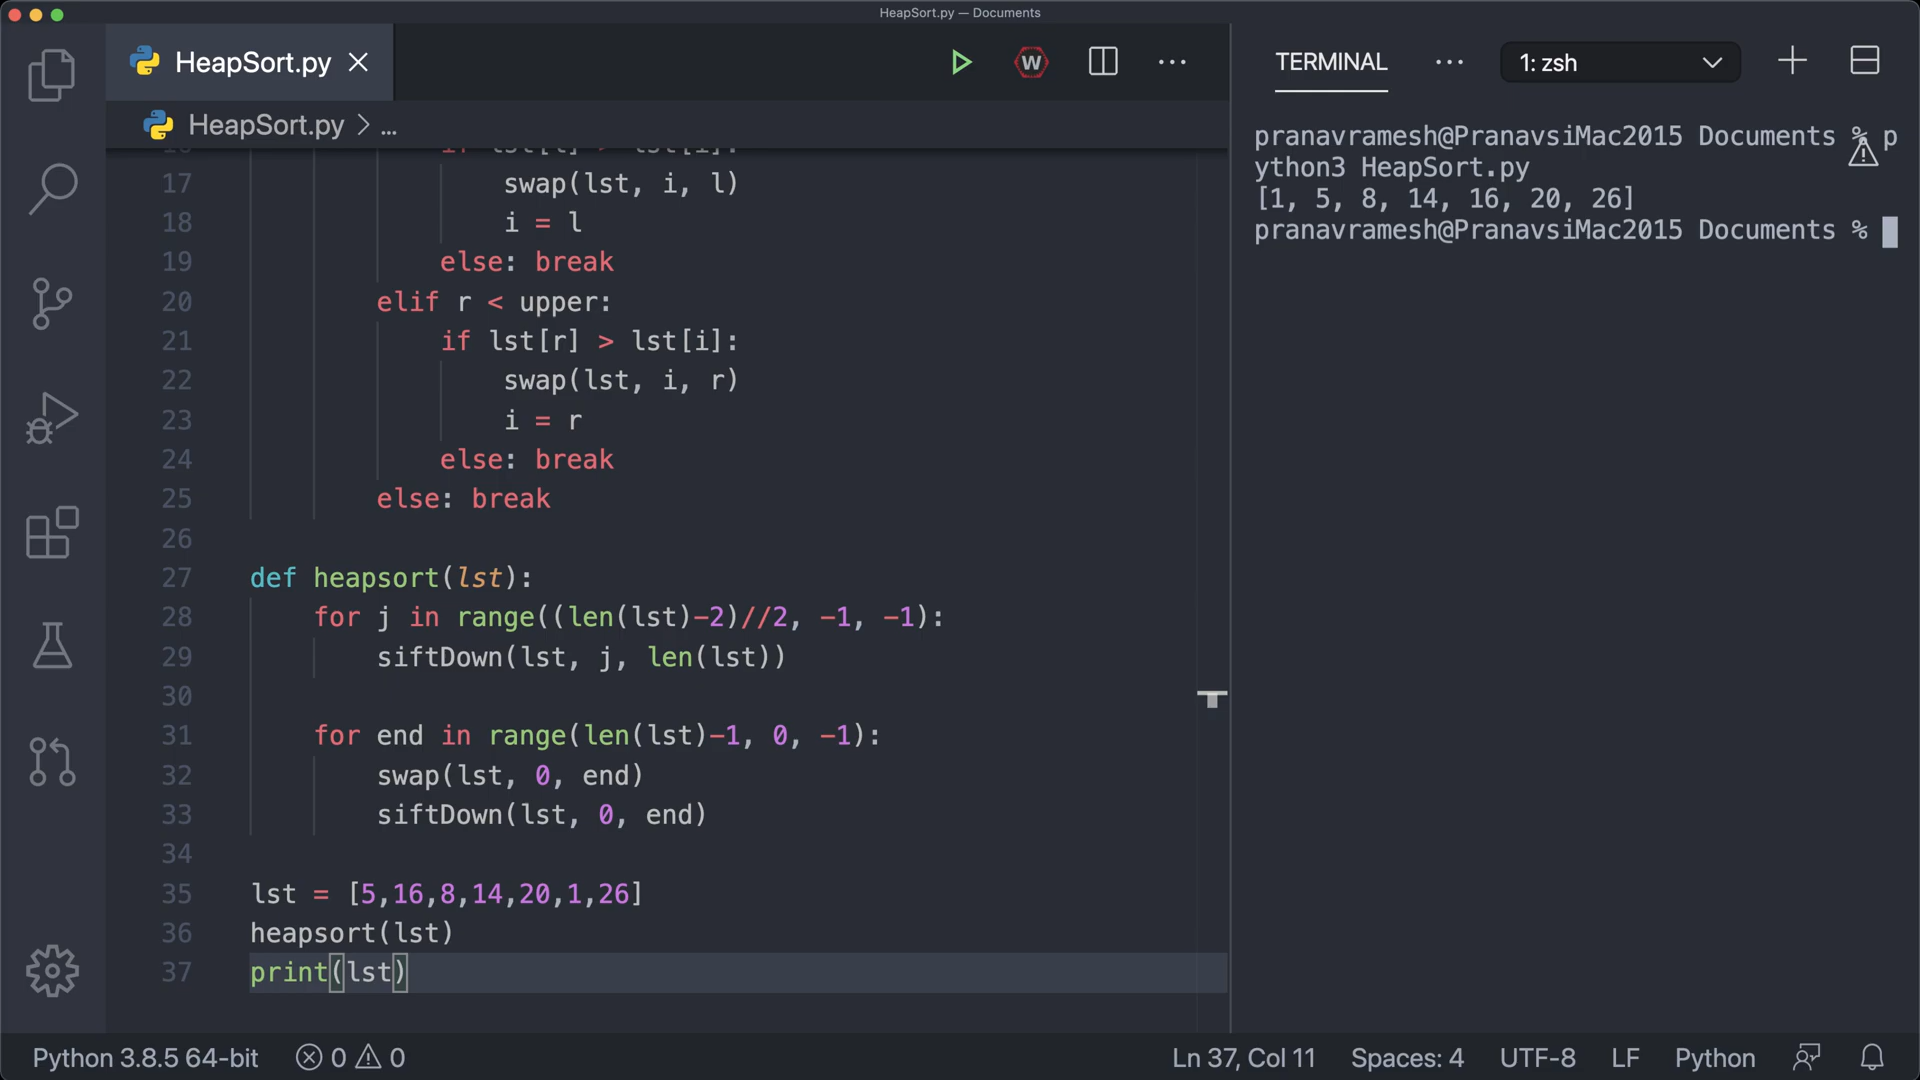 HeapSort.py — Documents
HeapSort.py
W
HeapSort.py > ...
17 swap(lst, i, l)
18 i = l
19 else: break
20 elif r < upper:
21 if lst[r] > lst[i]:
22 swap(lst, i, r)
23 i = r
24 else: break
25 else: break
26
27 def heapsort(lst):
28 for j in range((len(lst)-2)//2, -1, -1):
29 siftDown(lst, j, len(lst))
30
31 for end in range(len(lst)-1, 0, -1):
32 swap(lst, 0, end)
33 siftDown(lst, 0, end)
34
35 lst = [5,16,8,14,20,1,26]
36 heapsort(lst)
37 print(lst)
TERMINAL ... 1: zsh
pranavramesh@PranavsiMac2015 Documents % p
ython3 HeapSort.py
[1, 5, 8, 14, 16, 20, 26]
pranavramesh@PranavsiMac2015 Documents %
Python 3.8.5 64-bit 0 0 Ln 37, Col 11 Spaces: 4 UTF-8 LF Python